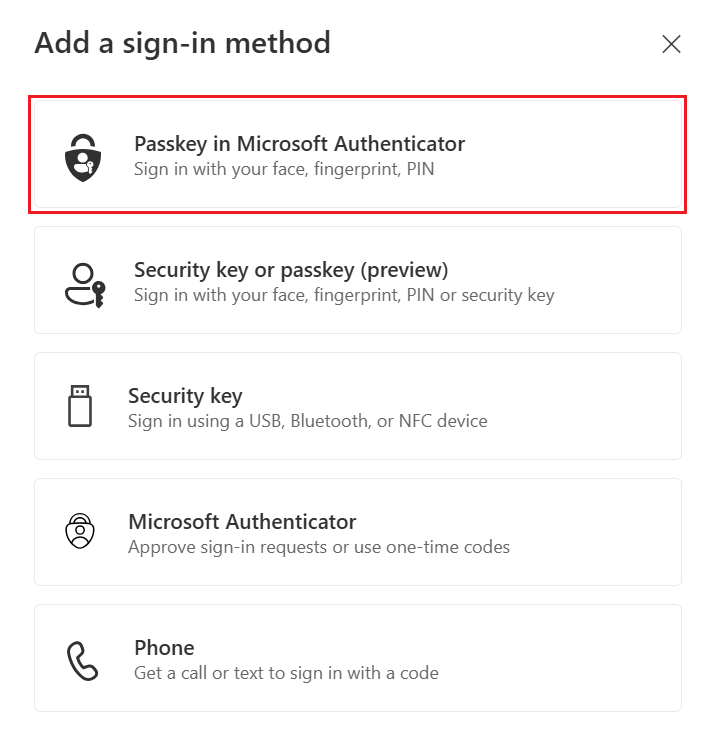 Add a sign-in method
Passkey in Microsoft Authenticator
Sign in with your face, fingerprint, PIN
Security key or passkey (preview)
Sign in with your face, fingerprint, PIN or security key
Security key
Sign in using a USB, Bluetooth, or NFC device
Microsoft Authenticator
Approve sign-in requests or use one-time codes
Phone
Get a call or text to sign in with a code